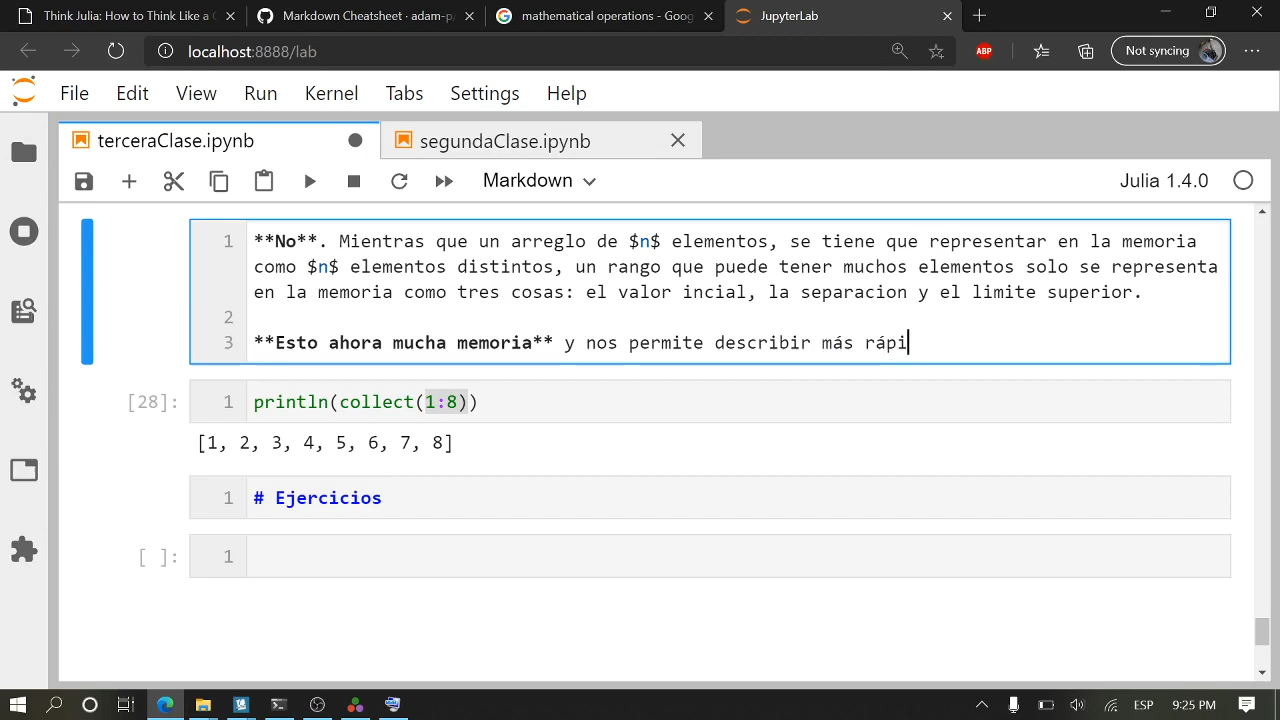 Think Julia: How to Think Like a C
Markdown Cheatsheet · adam-p/
mathematical operations - Goog
JupyterLab
localhost:8888/lab
ABP
Not syncing
File Edit View Run Kernel Tabs Settings Help
terceraClase.ipynb
segundaClase.ipynb
Markdown
Julia 1.4.0
1 **No**. Mientras que un arreglo de $n$ elementos, se tiene que representar en la memoria
como $n$ elementos distintos, un rango que puede tener muchos elementos solo se representa
en la memoria como tres cosas: el valor incial, la separacion y el limite superior.
2
3 **Esto ahora mucha memoria** y nos permite describir más rápi
[28]: 1 println(collect(1:8))
[1, 2, 3, 4, 5, 6, 7, 8]
1 # Ejercicios
[ ]: 1
ESP 9:25 PM